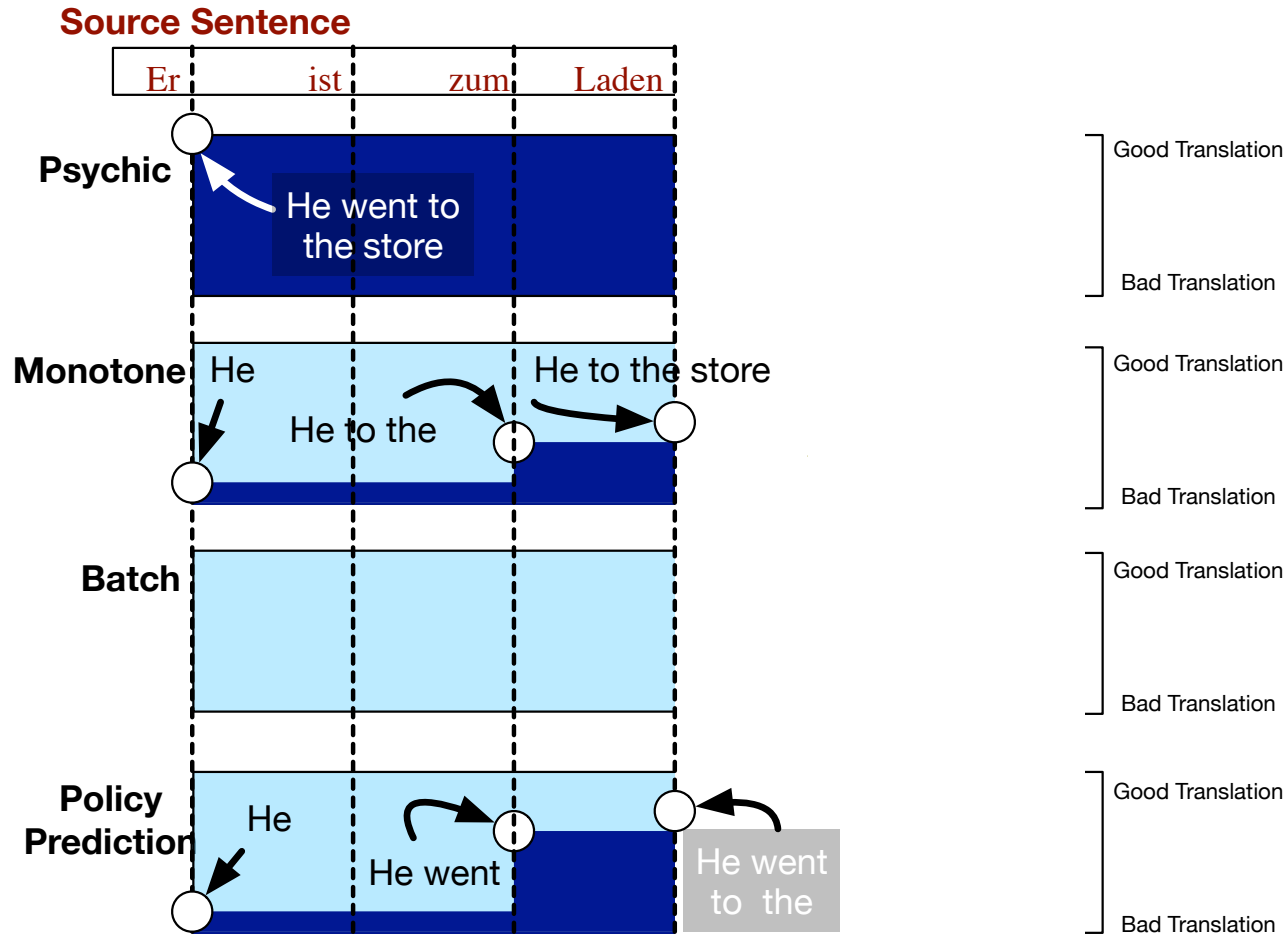 Source Sentence
Er ist zum Laden
Psychic
He went to
the store
Good Translation
Bad Translation
Monotone
He
He to the
He to the store
Good Translation
Bad Translation
Batch
Good Translation
Bad Translation
Policy
Prediction
He
He went
He went
to the
Good Translation
Bad Translation